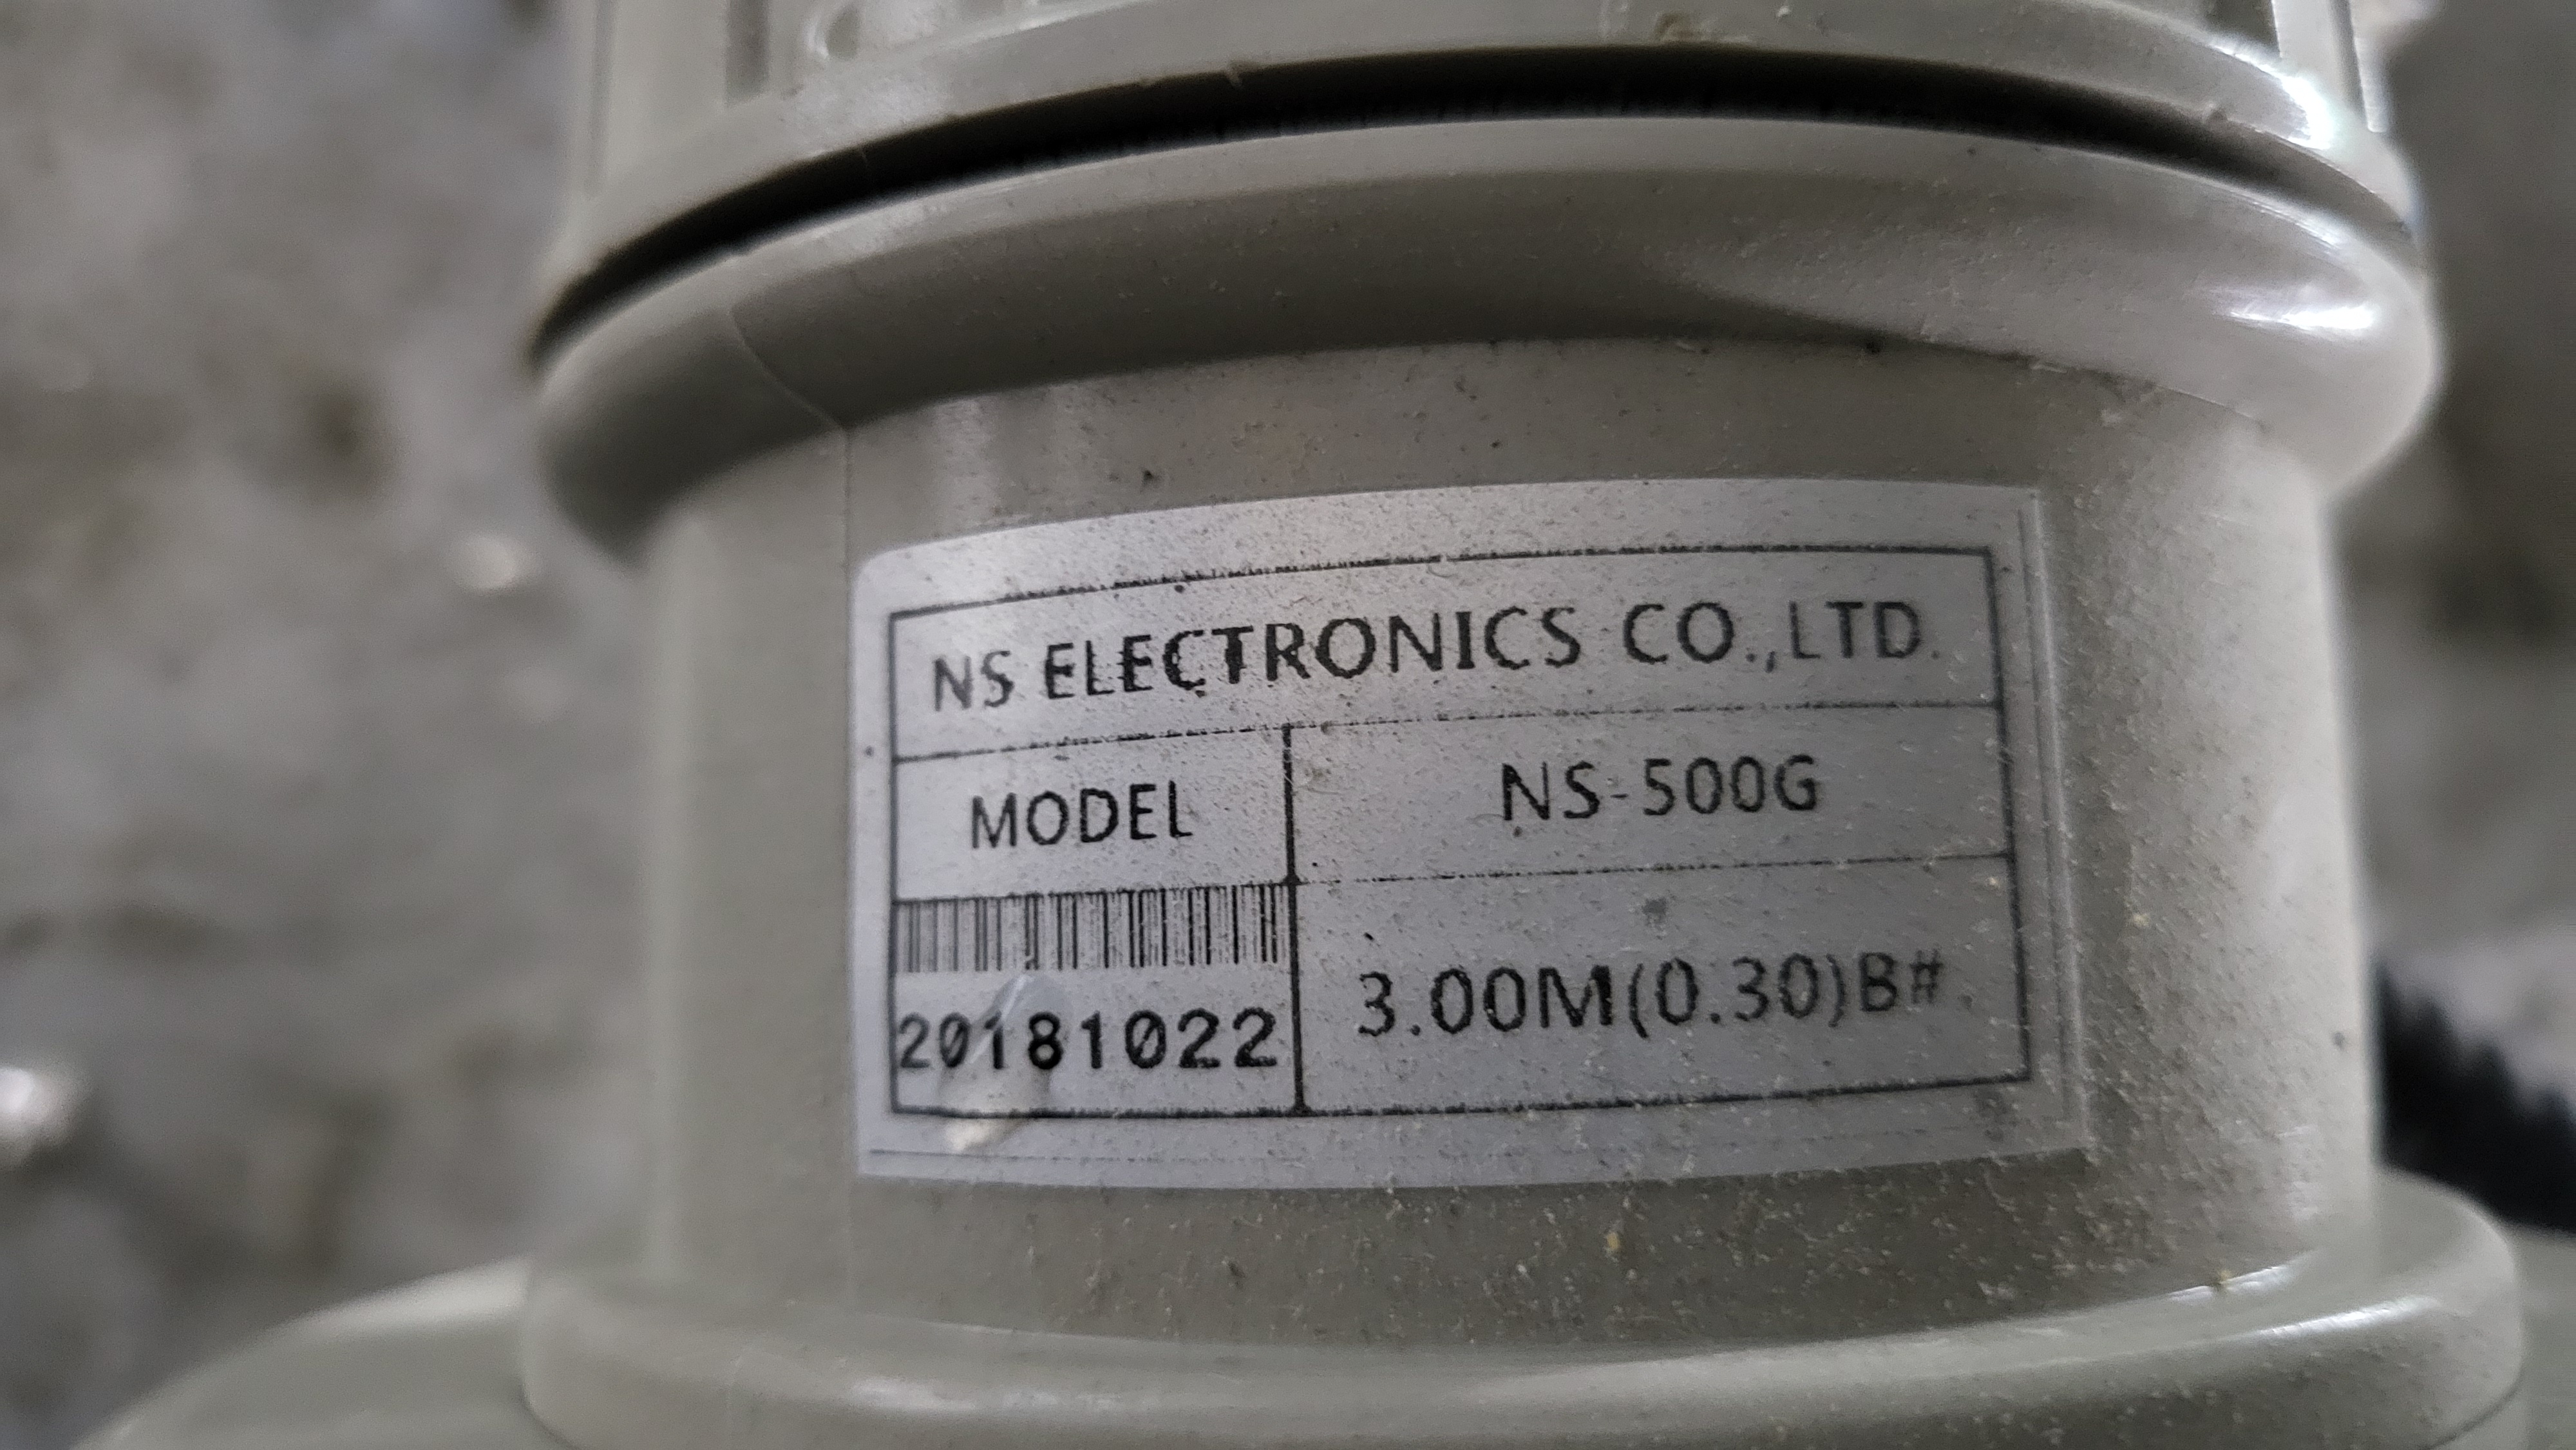 NS ELECTRONICS CO.,LTD.
MODEL
NS-500G
20181022
3.00M(0.30)B#